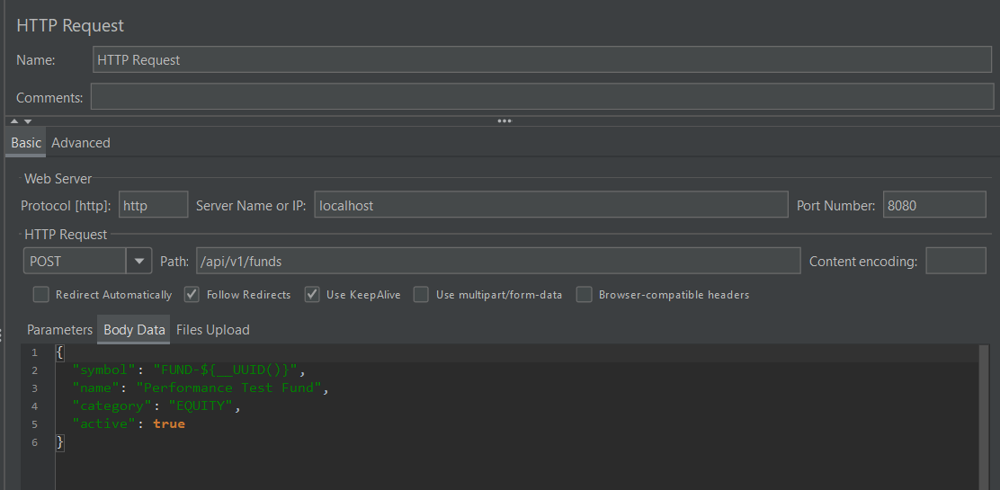 HTTP Request
Name: HTTP Request
Comments:
Basic Advanced
Web Server
Protocol [http]: http Server Name or IP: localhost Port Number: 8080
HTTP Request
POST Path: /api/v1/funds Content encoding:
Redirect Automatically Follow Redirects Use KeepAlive Use multipart/form-data Browser-compatible headers
Parameters Body Data Files Upload
1 {
2 "symbol": "FUND-${__UUID()}",
3 "name": "Performance Test Fund",
4 "category": "EQUITY",
5 "active": true
6 }